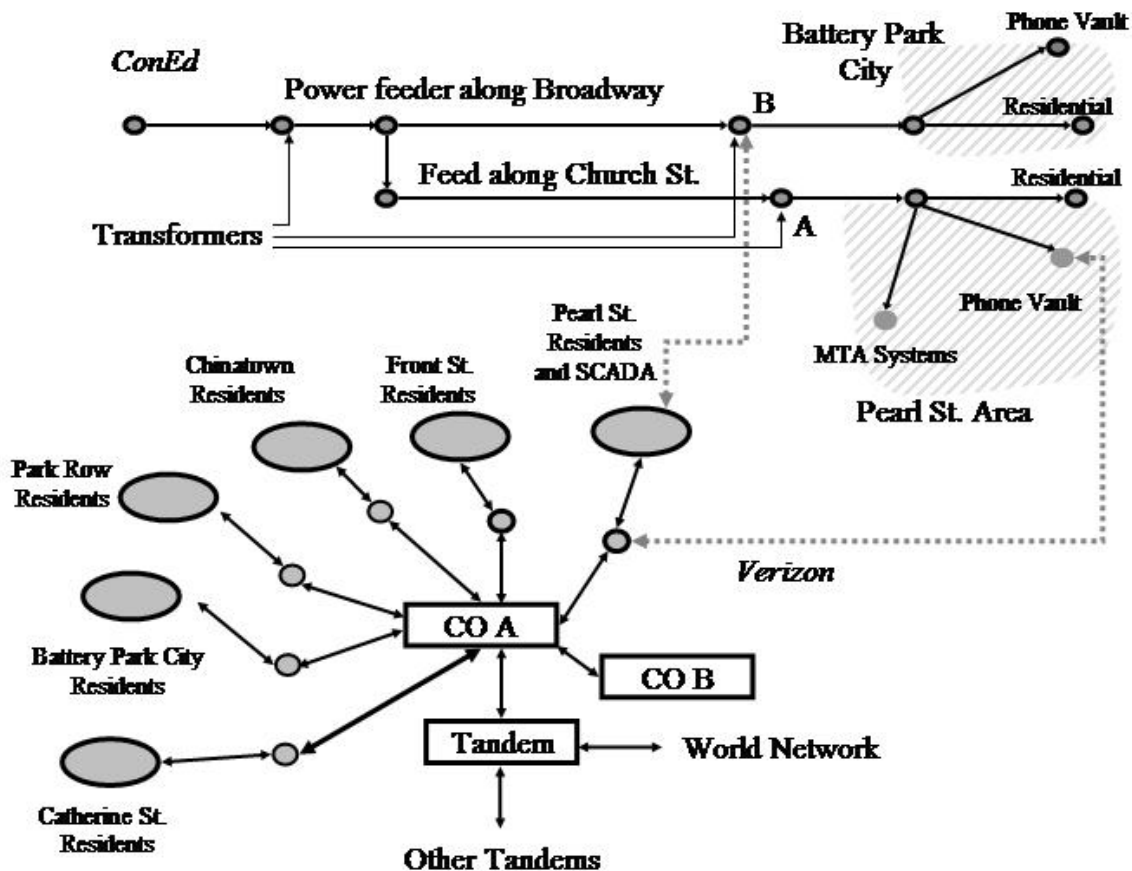 Phone Vault
Battery Park
City
ConEd
Power feeder along Broadway
B
Residential
Feed along Church St.
Residential
Transformers
A
Phone Vault
Pearl St.
Residents
and SCADA
MTA Systems
Chinatown
Residents
Front St.
Residents
Pearl St. Area
Park Row
Residents
Verizon
CO A
Battery Park City
Residents
CO B
Tandem
World Network
Catherine St.
Residents
Other Tandems